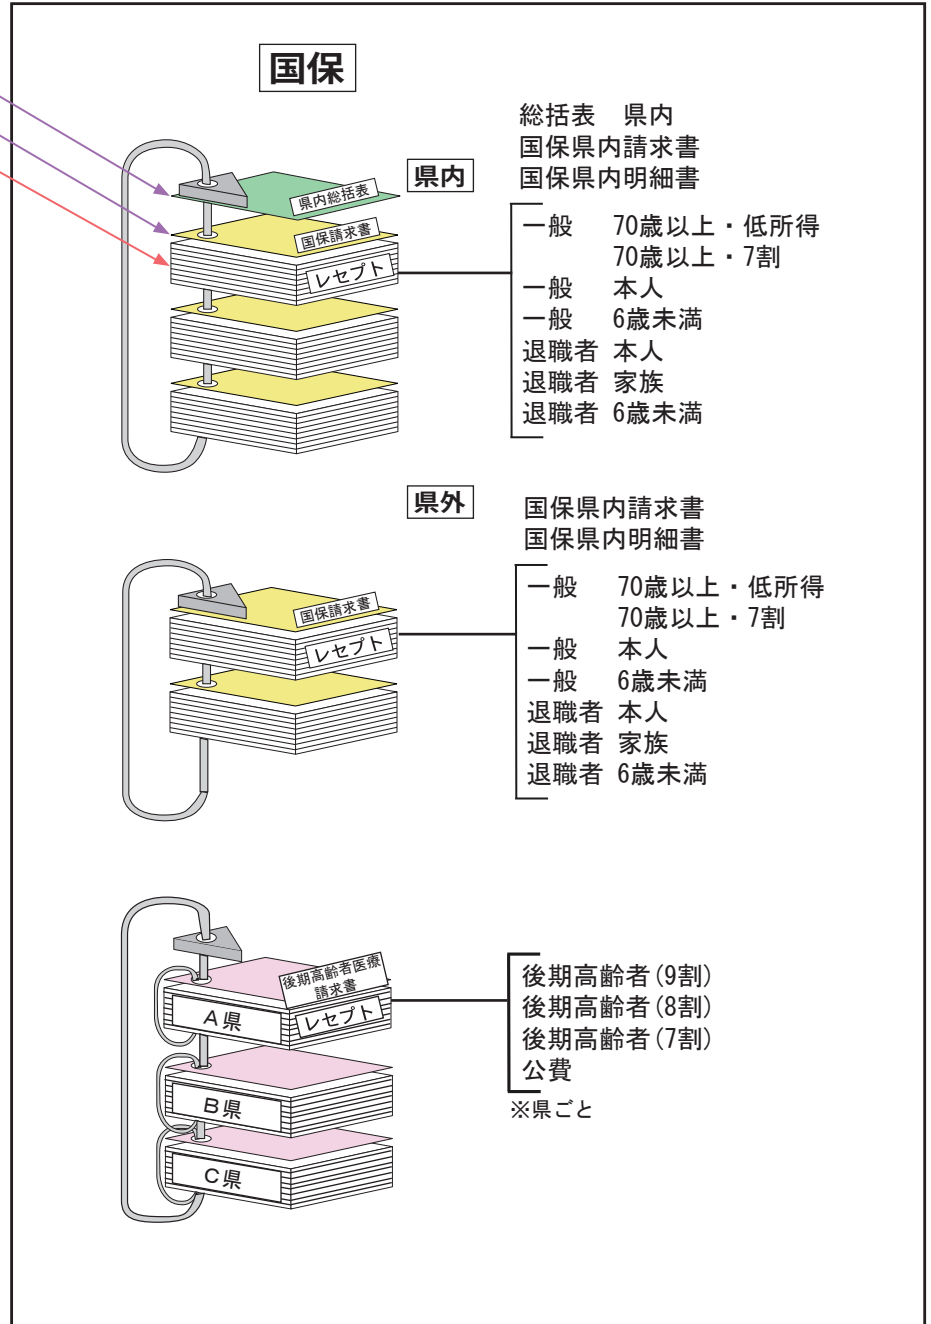 国保
総括表　県内
国保県内請求書
国保県内明細書
県内
県内総括表
国保請求書
レセプト
一般　70歳以上・低所得
70歳以上・7割
一般　本人
一般　6歳未満
退職者 本人
退職者 家族
退職者 6歳未満
県外
国保県内請求書
国保県内明細書
国保請求書
レセプト
一般　70歳以上・低所得
70歳以上・7割
一般　本人
一般　6歳未満
退職者 本人
退職者 家族
退職者 6歳未満
後期高齢者医療
請求書
レセプト
A県
B県
C県
後期高齢者(9割)
後期高齢者(8割)
後期高齢者(7割)
公費
※県ごと